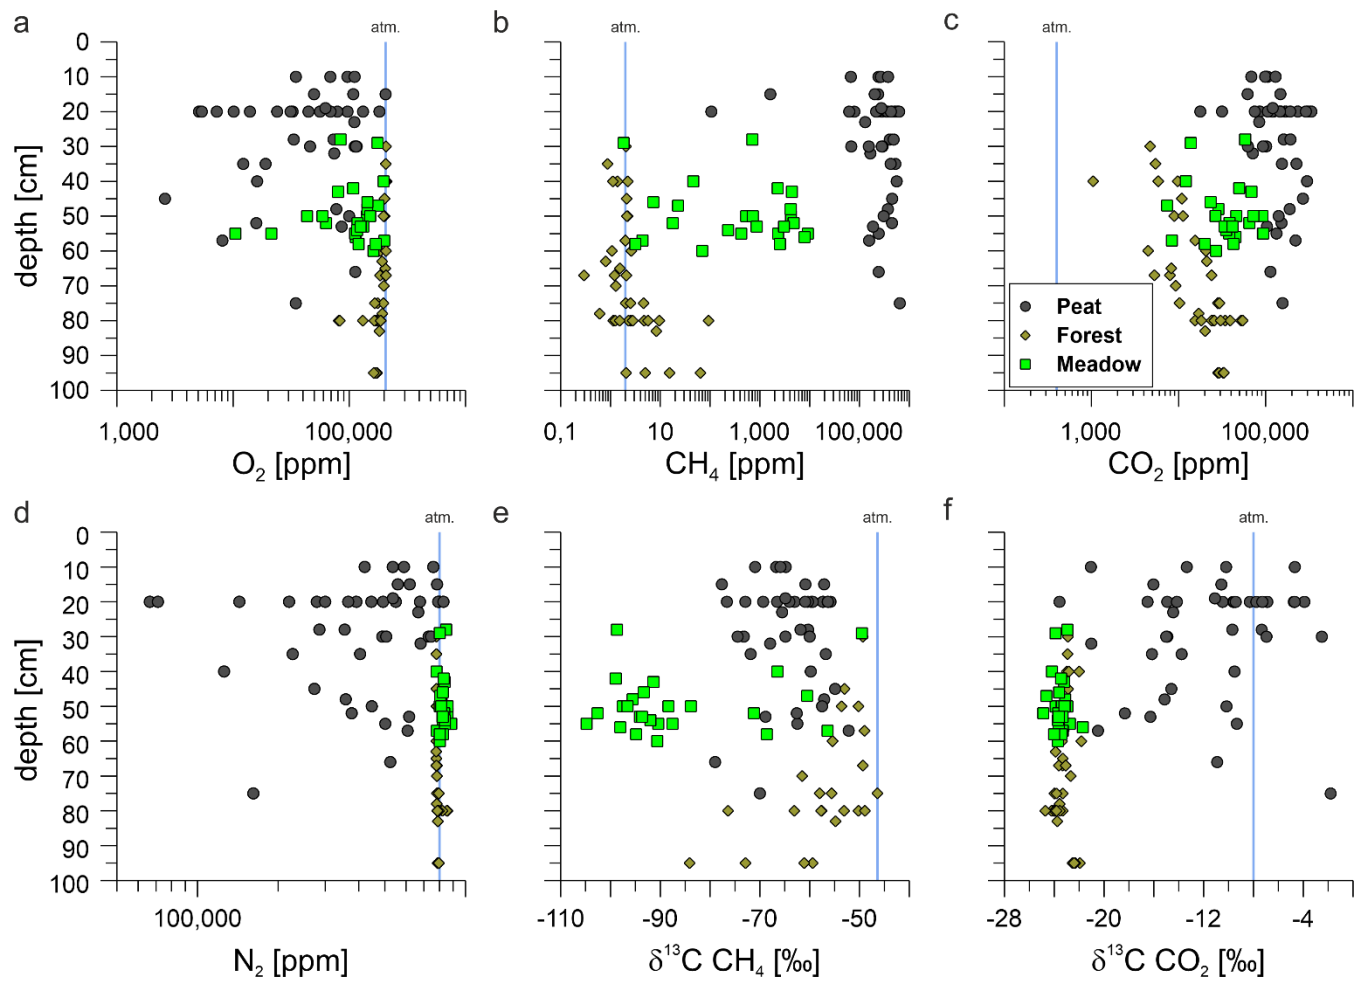 a
atm.
0
10
20
30
40
50
60
70
80
90
100
depth [cm]
1,000
100,000
O₂ [ppm]
b
atm.
0,1
10
1,000
100,000
CH₄ [ppm]
c
atm.
Peat
Forest
Meadow
1,000
100,000
CO₂ [ppm]
d
atm.
0
10
20
30
40
50
60
70
80
90
100
depth [cm]
100,000
N₂ [ppm]
e
atm.
-110
-90
-70
-50
δ¹³C CH₄ [‰]
f
atm.
-28
-20
-12
-4
δ¹³C CO₂ [‰]